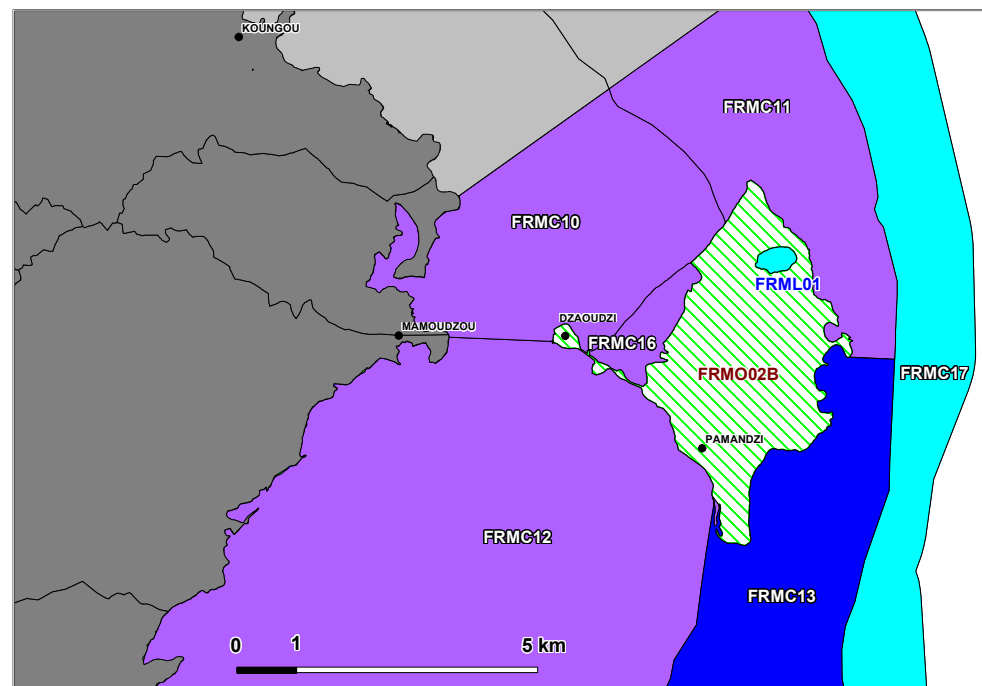 KOUNGOU
FRMC11
FRMC10
FRML01
DZAOUDZI
MAMOUDZOU
FRMC16
FRMO02B
FRMC17
PAMANDZI
FRMC12
FRMC13
0 1 5 km